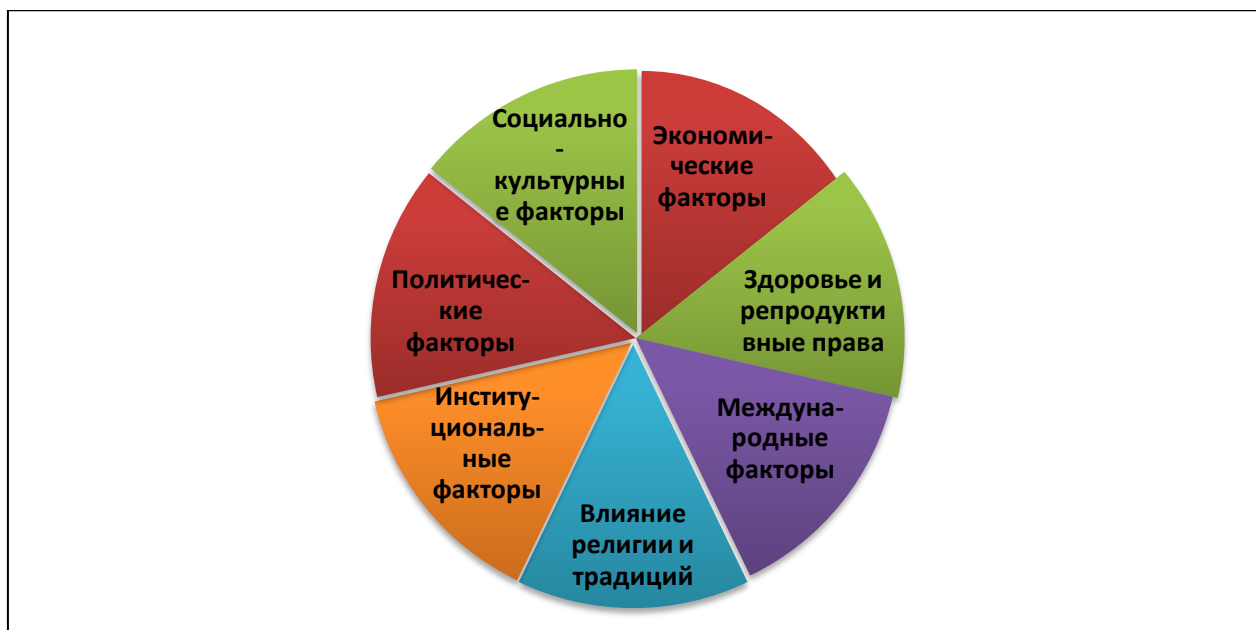 Социально
-
культурны
е факторы
Экономи-
ческие
факторы
Здоровье и
репродукти
вные права
Междуна-
родные
факторы
Влияние
религии и
традиций
Институ-
циональ-
ные
факторы
Политичес-
кие
факторы